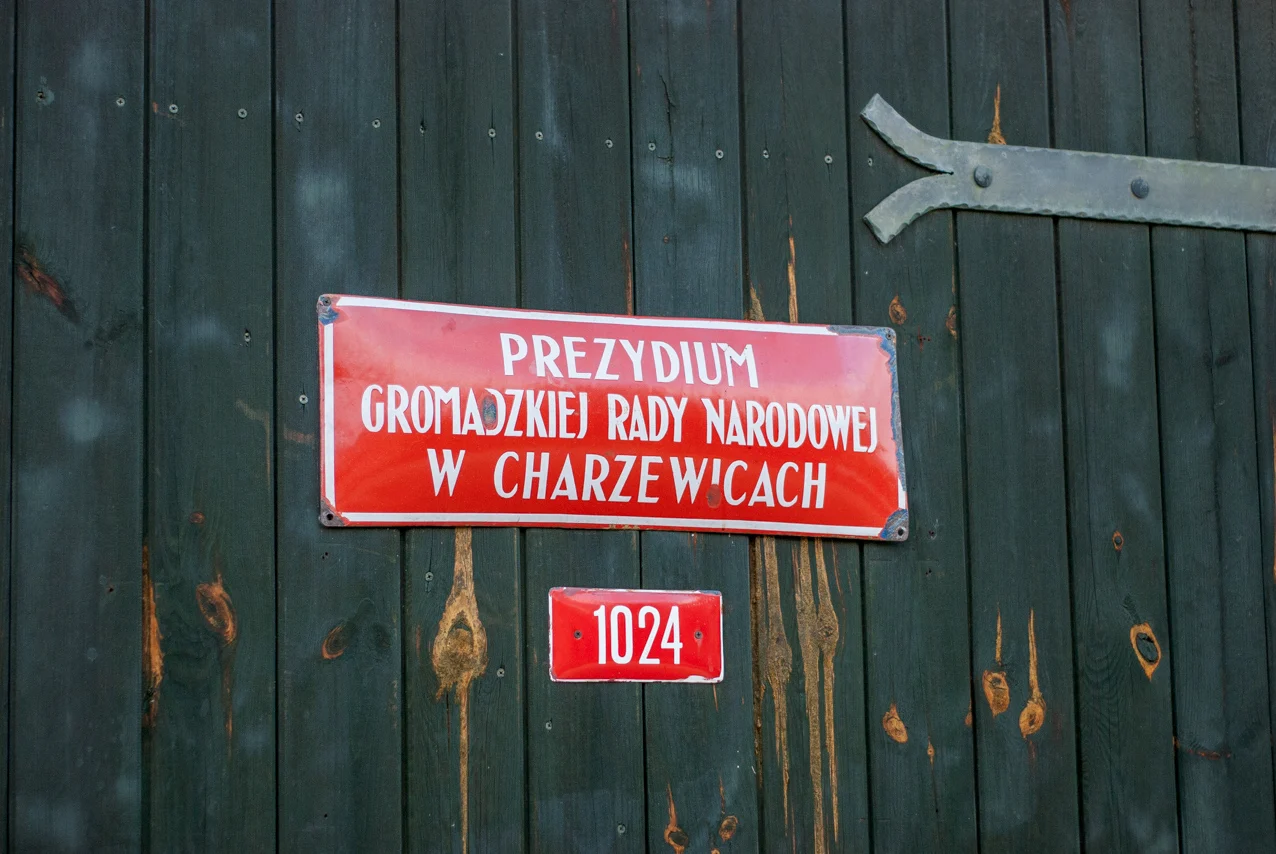 PREZYDIUM
GROMADZKIEJ RADY NARODOWEJ
W CHARZEWICACH
1024